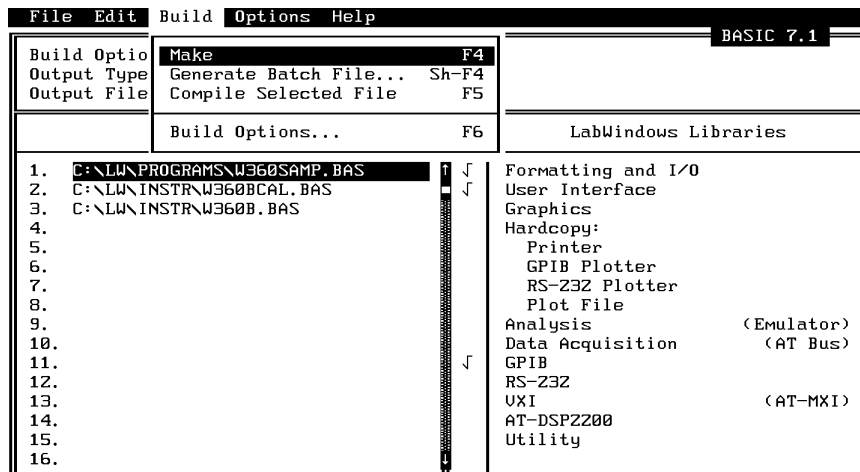 File Edit Build Options Help
BASIC 7.1
Build Optio
Output Type
Output File
Make F4
Generate Batch File... Sh-F4
Compile Selected File F5
Build Options... F6
LabWindows Libraries
1. C:\LW\PROGRAMS\W360SAMP.BAS
2. C:\LW\INSTR\W360BCAL.BAS
3. C:\LW\INSTR\W360B.BAS
4.
5.
6.
7.
8.
9.
10.
11.
12.
13.
14.
15.
16.
√ Formatting and I/O
√ User Interface
Graphics
Hardcopy:
Printer
GPIB Plotter
RS-232 Plotter
Plot File
Analysis (Emulator)
Data Acquisition (AT Bus)
√ GPIB
RS-232
VXI (AT-MXI)
AT-DSP2200
Utility